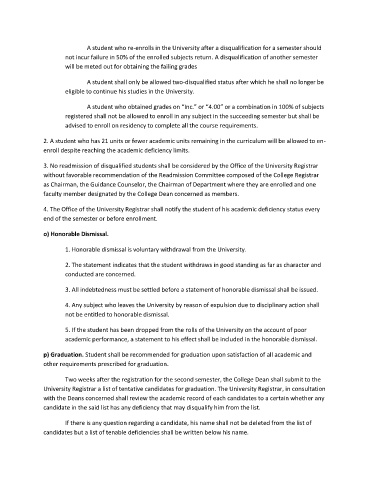 A student who re-enrolls in the University after a disqualification for a semester should
not incur failure in 50% of the enrolled subjects return. A disqualification of another semester
will be meted out for obtaining the failing grades
A student shall only be allowed two-disqualified status after which he shall no longer be
eligible to continue his studies in the University.
A student who obtained grades on "Inc." or "4.00" or a combination in 100% of subjects
registered shall not be allowed to enroll in any subject in the succeeding semester but shall be
advised to enroll on residency to complete all the course requirements.
2. A student who has 21 units or fewer academic units remaining in the curriculum will be allowed to en-
enroll despite reaching the academic deficiency limits.
3. No readmission of disqualified students shall be considered by the Office of the University Registrar
without favorable recommendation of the Readmission Committee composed of the College Registrar
as Chairman, the Guidance Counselor, the Chairman of Department where they are enrolled and one
faculty member designated by the College Dean concerned as members.
4. The Office of the University Registrar shall notify the student of his academic deficiency status every
end of the semester or before enrollment.
o) Honorable Dismissal.
1. Honorable dismissal is voluntary withdrawal from the University.
2. The statement indicates that the student withdraws in good standing as far as character and
conducted are concerned.
3. All indebtedness must be settled before a statement of honorable dismissal shall be issued.
4. Any subject who leaves the University by reason of expulsion due to disciplinary action shall
not be entitled to honorable dismissal.
5. If the student has been dropped from the rolls of the University on the account of poor
academic performance, a statement to his effect shall be included in the honorable dismissal.
p) Graduation. Student shall be recommended for graduation upon satisfaction of all academic and
other requirements prescribed for graduation.
Two weeks after the registration for the second semester, the College Dean shall submit to the
University Registrar a list of tentative candidates for graduation. The University Registrar, in consultation
with the Deans concerned shall review the academic record of each candidates to a certain whether any
candidate in the said list has any deficiency that may disqualify him from the list.
If there is any question regarding a candidate, his name shall not be deleted from the list of
candidates but a list of tenable deficiencies shall be written below his name.